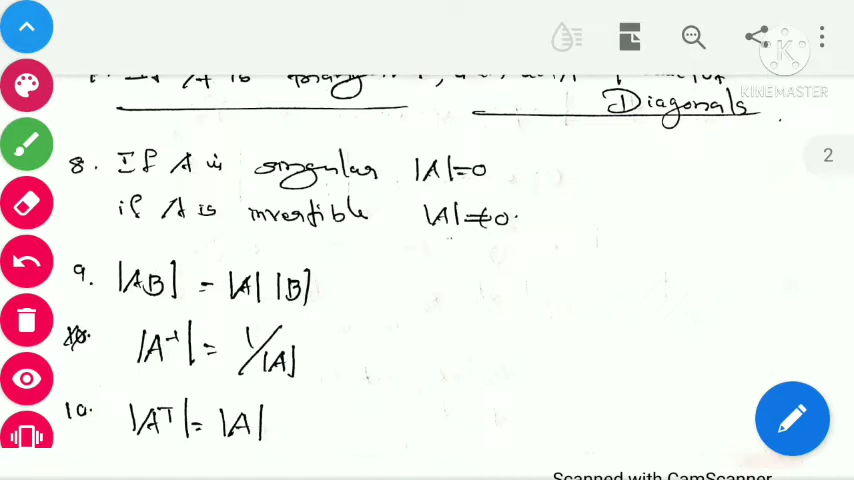 KINEMASTER
Diagonals
2
8. If A is singular |A|=0
if A is invertible |A|≠0.
9. |AB| = |A| |B|
|A⁻¹| = 1/|A|
10. |Aᵀ| = |A|
Scanned with CamScanner